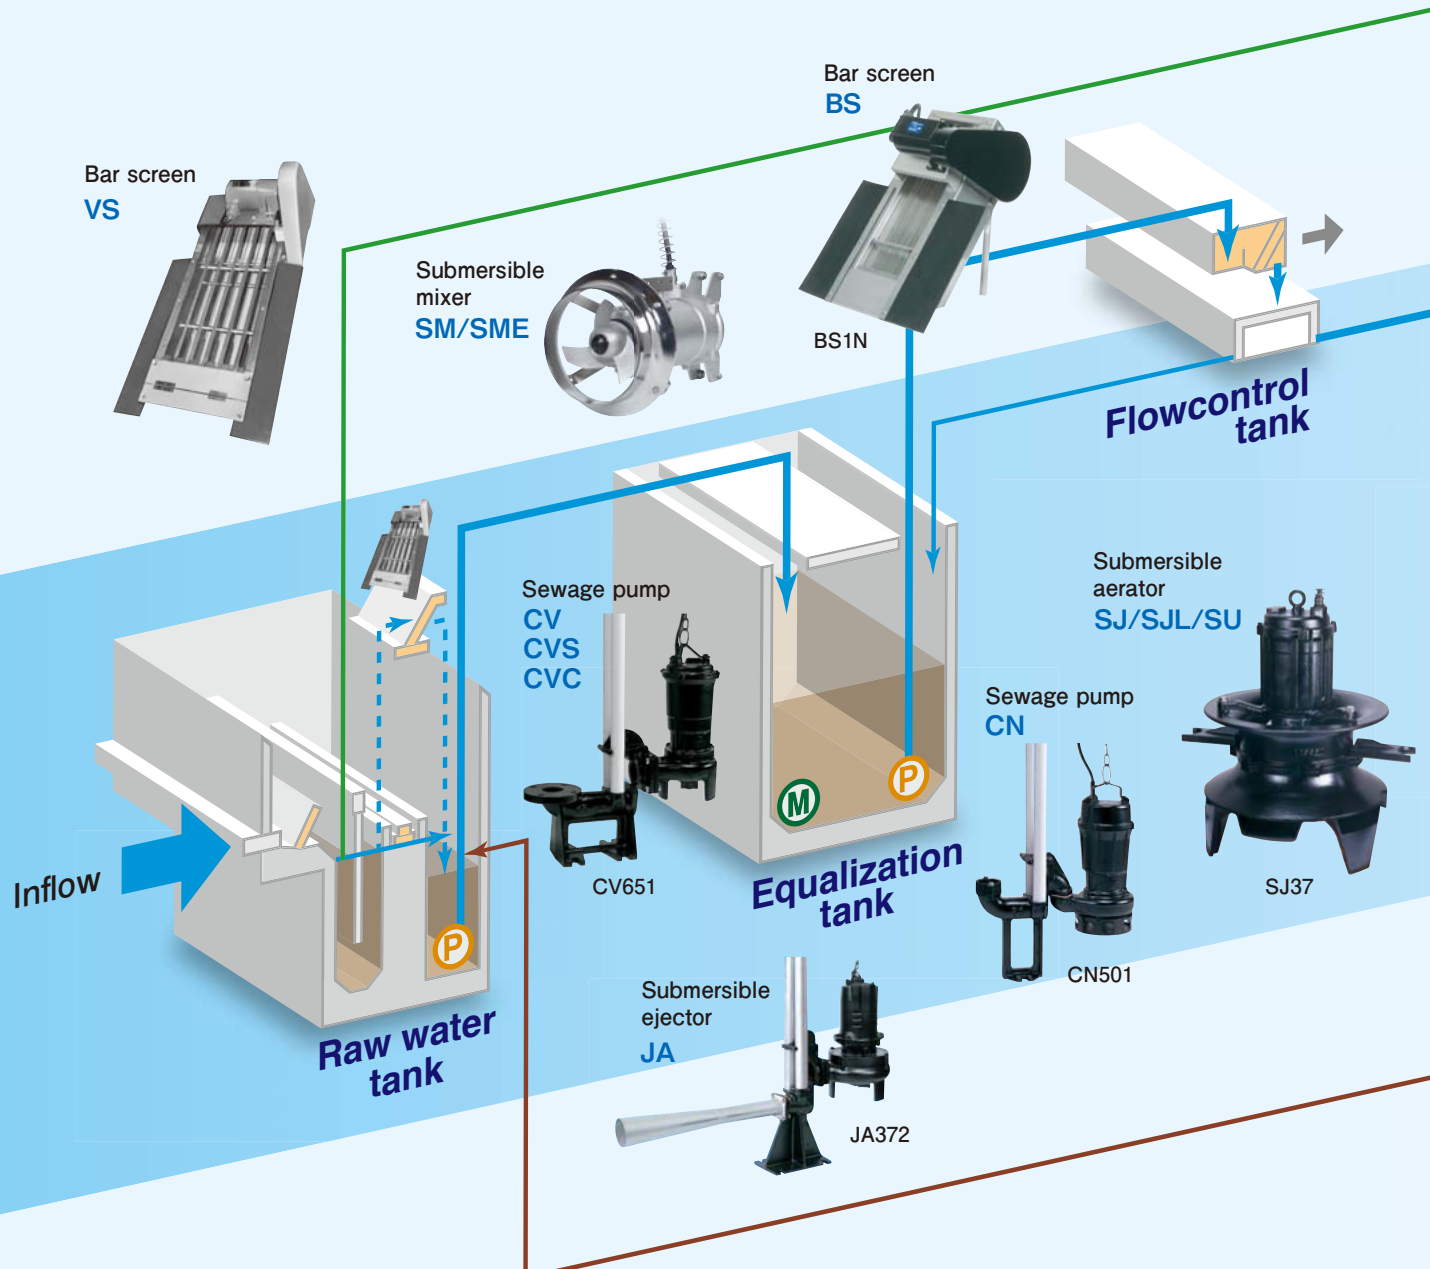 Bar screen
BS
Bar screen
VS
Submersible
mixer
SM/SME
BS1N
Flowcontrol
tank
Sewage pump
CV
CVS
CVC
Submersible
aerator
SJ/SJL/SU
Sewage pump
CN
M
P
Inflow
CV651
Equalization
tank
SJ37
P
CN501
Raw water
tank
Submersible
ejector
JA
JA372